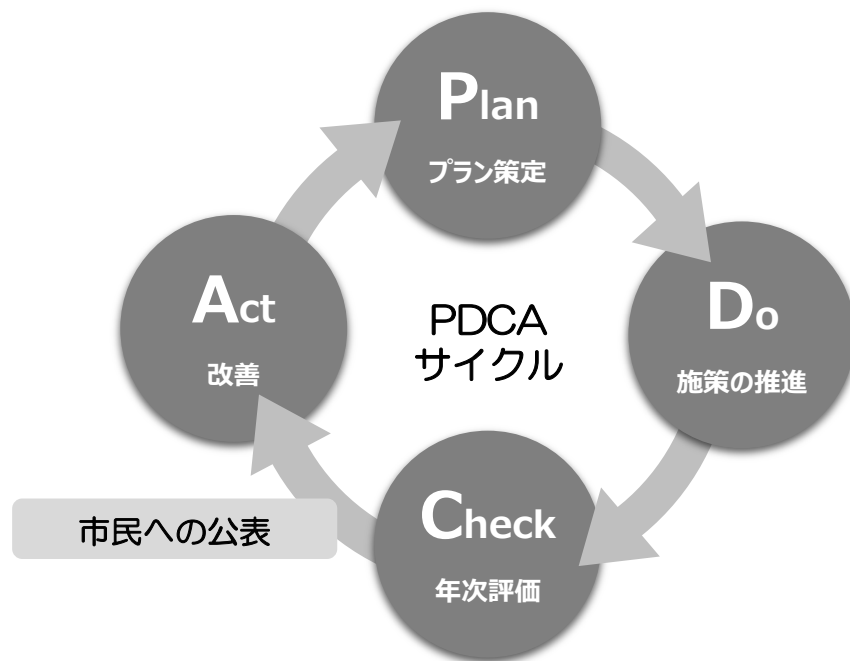 Plan
プラン策定
Act
改善
PDCA
サイクル
Do
施策の推進
市民への公表
Check
年次評価